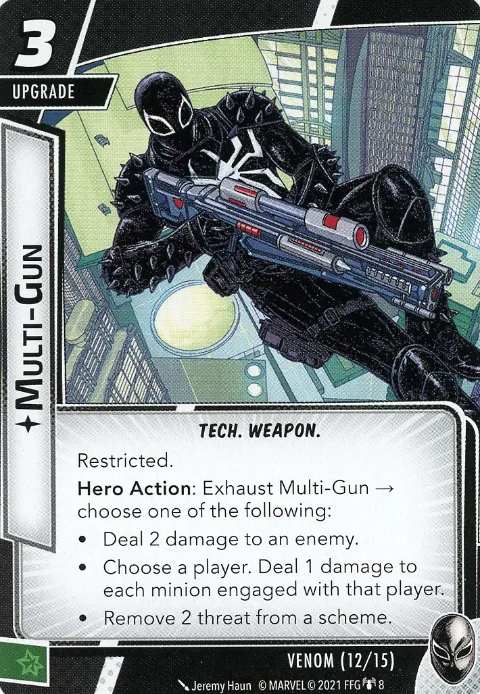 3
UPGRADE
MULTI-GUN
TECH. WEAPON.
Restricted.
Hero Action: Exhaust Multi-Gun →
choose one of the following:
• Deal 2 damage to an enemy.
• Choose a player. Deal 1 damage to
each minion engaged with that player.
• Remove 2 threat from a scheme.
VENOM (12/15)
Jeremy Haun © MARVEL © 2021 FFG 8